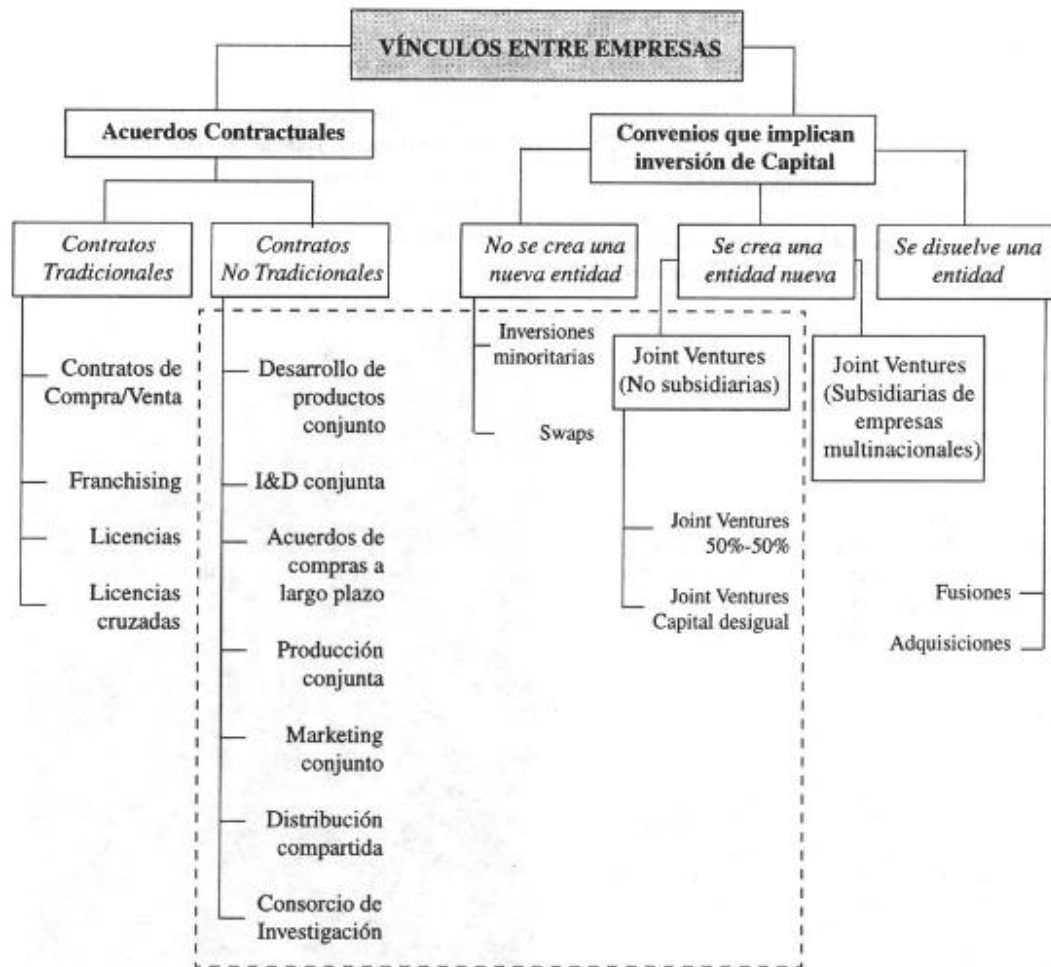 VÍNCULOS ENTRE EMPRESAS
Acuerdos Contractuales
Convenios que implican
inversión de Capital
Contratos
Tradicionales
Contratos
No Tradicionales
No se crea una
nueva entidad
Se crea una
entidad nueva
Se disuelve una
entidad
Contratos de
Compra/Venta
Franchising
Licencias
Licencias
cruzadas
Desarrollo de
productos
conjunto
I&D conjunta
Acuerdos de
compras a
largo plazo
Producción
conjunta
Marketing
conjunto
Distribución
compartida
Consorcio de
Investigación
Inversiones
minoritarias
Swaps
Joint Ventures
(No subsidiarias)
Joint Ventures
50%-50%
Joint Ventures
Capital desigual
Joint Ventures
(Subsidiarias de
empresas
multinacionales)
Fusiones
Adquisiciones